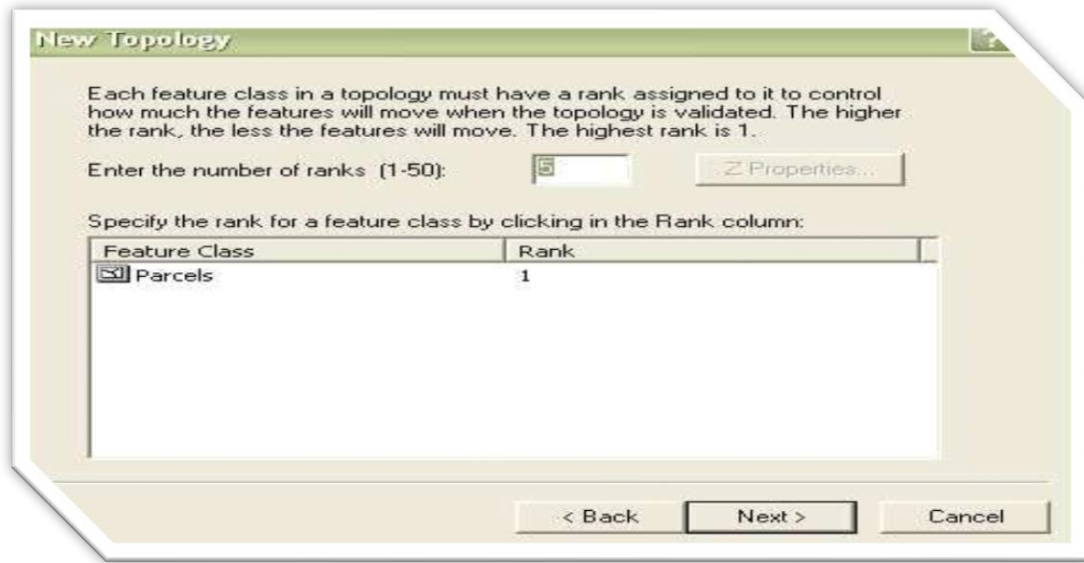 New Topology
Each feature class in a topology must have a rank assigned to it to control
how much the features will move when the topology is validated. The higher
the rank, the less the features will move. The highest rank is 1.
Enter the number of ranks (1-50): 5 Z Properties...
Specify the rank for a feature class by clicking in the Rank column:
Feature Class Rank
Parcels 1
< Back Next > Cancel